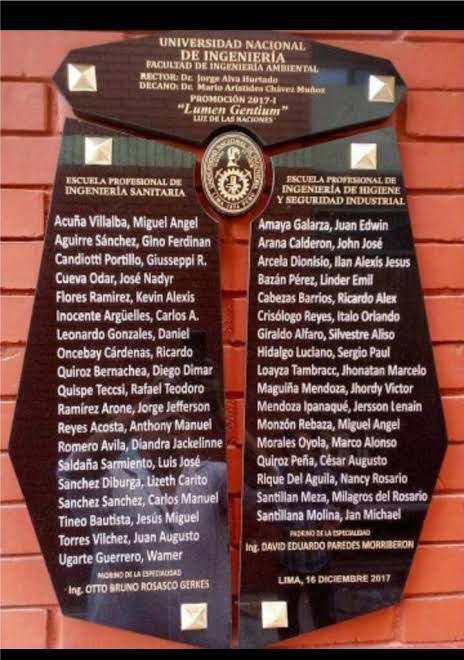 UNIVERSIDAD NACIONAL
DE INGENIERÍA
FACULTAD DE INGENIERÍA AMBIENTAL
RECTOR: Dr. Jorge Alva Hurtado
DECANO: Dr. Mario Arístides Chávez Muñoz
PROMOCIÓN 2017-I
"Lumen Gentium"
LUZ DE LAS NACIONES
ESCUELA PROFESIONAL DE
INGENIERÍA SANITARIA
Acuña Villalba, Miguel Angel
Aguirre Sánchez, Gino Ferdinan
Candiotti Portillo, Giusseppi R.
Cueva Odar, José Nadyr
Flores Ramirez, Kevin Alexis
Inocente Argüelles, Carlos A.
Leonardo Gonzales, Daniel
Oncebay Cárdenas, Ricardo
Quiroz Bernachea, Diego Dimar
Quispe Teccsi, Rafael Teodoro
Ramírez Arone, Jorge Jefferson
Reyes Acosta, Anthony Manuel
Romero Avila, Diandra Jackelinne
Saldaña Sarmiento, Luis José
Sanchez Diburga, Lizeth Carito
Sanchez Sanchez, Carlos Manuel
Tineo Bautista, Jesús Miguel
Torres Vilchez, Juan Augusto
Ugarte Guerrero, Warner
PADRINO DE LA ESPECIALIDAD
Ing. OTTO BRUNO ROSASCO GERKES
ESCUELA PROFESIONAL DE
INGENIERÍA DE HIGIENE
Y SEGURIDAD INDUSTRIAL
Amaya Galarza, Juan Edwin
Arana Calderon, John José
Arcela Dionisio, Ilan Alexis Jesus
Bazán Pérez, Linder Emil
Cabezas Barrios, Ricardo Alex
Crisólogo Reyes, Italo Orlando
Giraldo Alfaro, Silvestre Aliso
Hidalgo Luciano, Sergio Paul
Loayza Tambracc, Jhonatan Marcelo
Maguiña Mendoza, Jhordy Victor
Mendoza Ipanaqué, Jersson Lenain
Monzón Rebaza, Miguel Angel
Morales Oyola, Marco Alonso
Quiroz Peña, César Augusto
Rique Del Aguila, Nancy Rosario
Santillan Meza, Milagros del Rosario
Santillana Molina, Jan Michael
PADRINO DE LA ESPECIALIDAD
Ing. DAVID EDUARDO PAREDES MORRIBERON
LIMA, 16 DICIEMBRE 2017